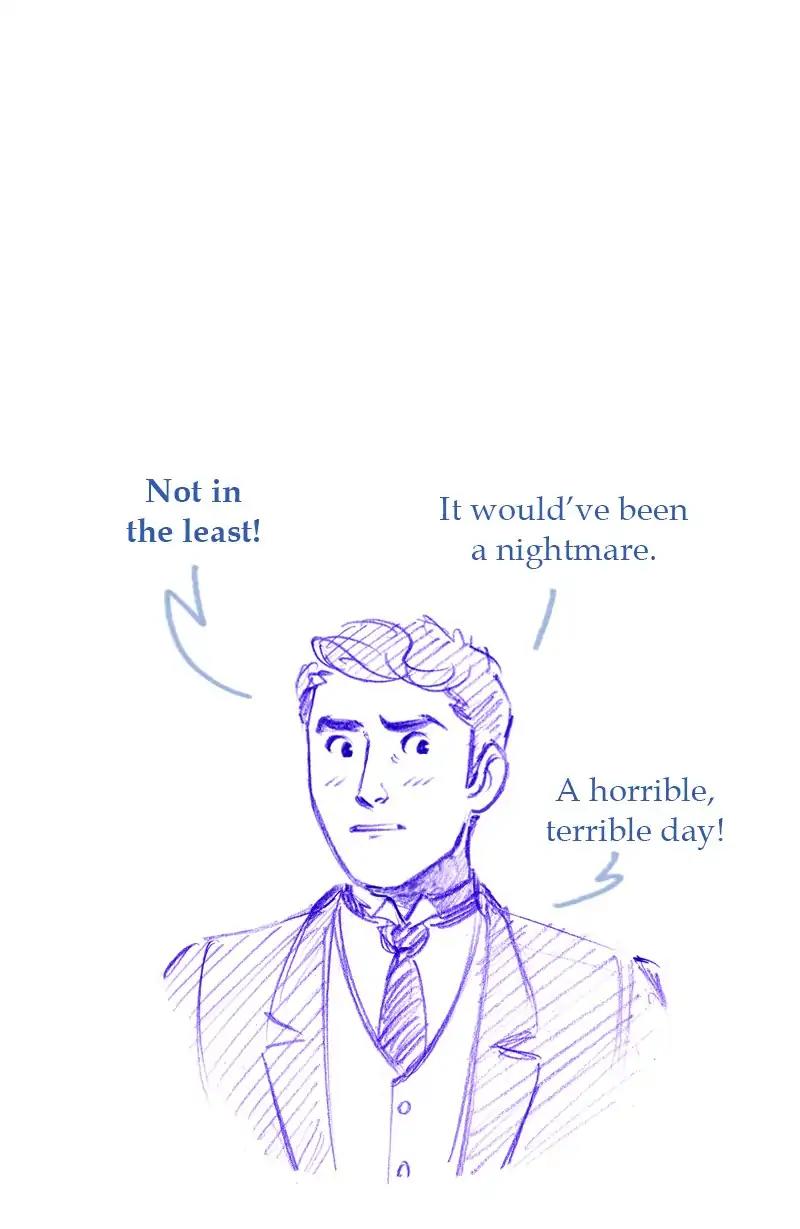 Not in
the least!
It would’ve been
a nightmare.
A horrible,
terrible day!